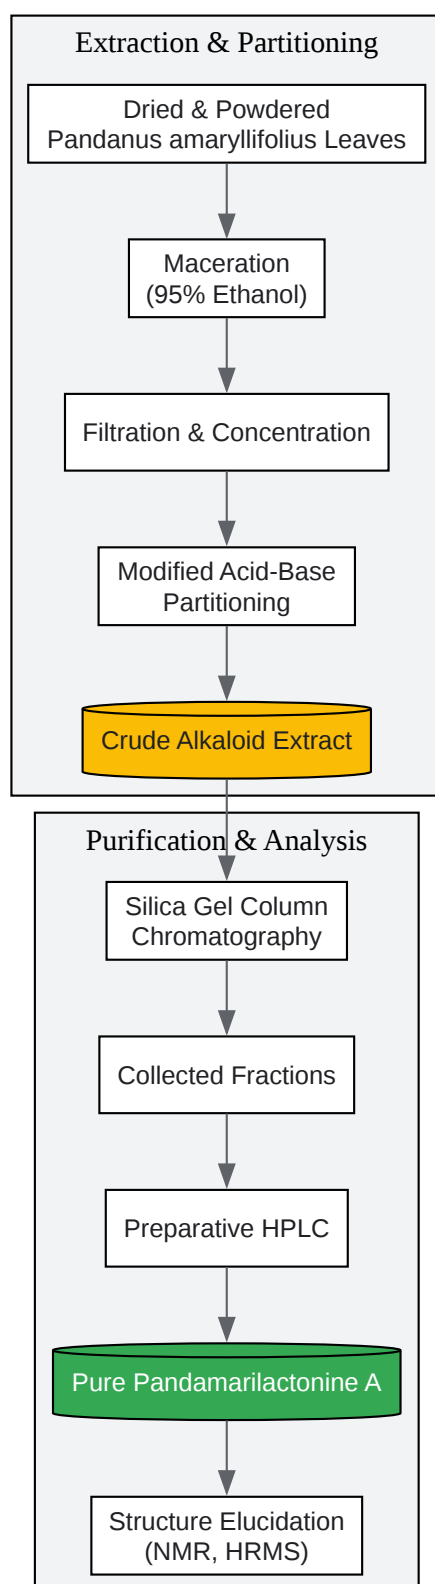 Extraction & Partitioning
Dried & Powdered
Pandanus amaryllifolius Leaves
Maceration
(95% Ethanol)
Filtration & Concentration
Modified Acid-Base
Partitioning
Crude Alkaloid Extract
Purification & Analysis
Silica Gel Column
Chromatography
Collected Fractions
Preparative HPLC
Pure Pandamarilactonine A
Structure Elucidation
(NMR, HRMS)